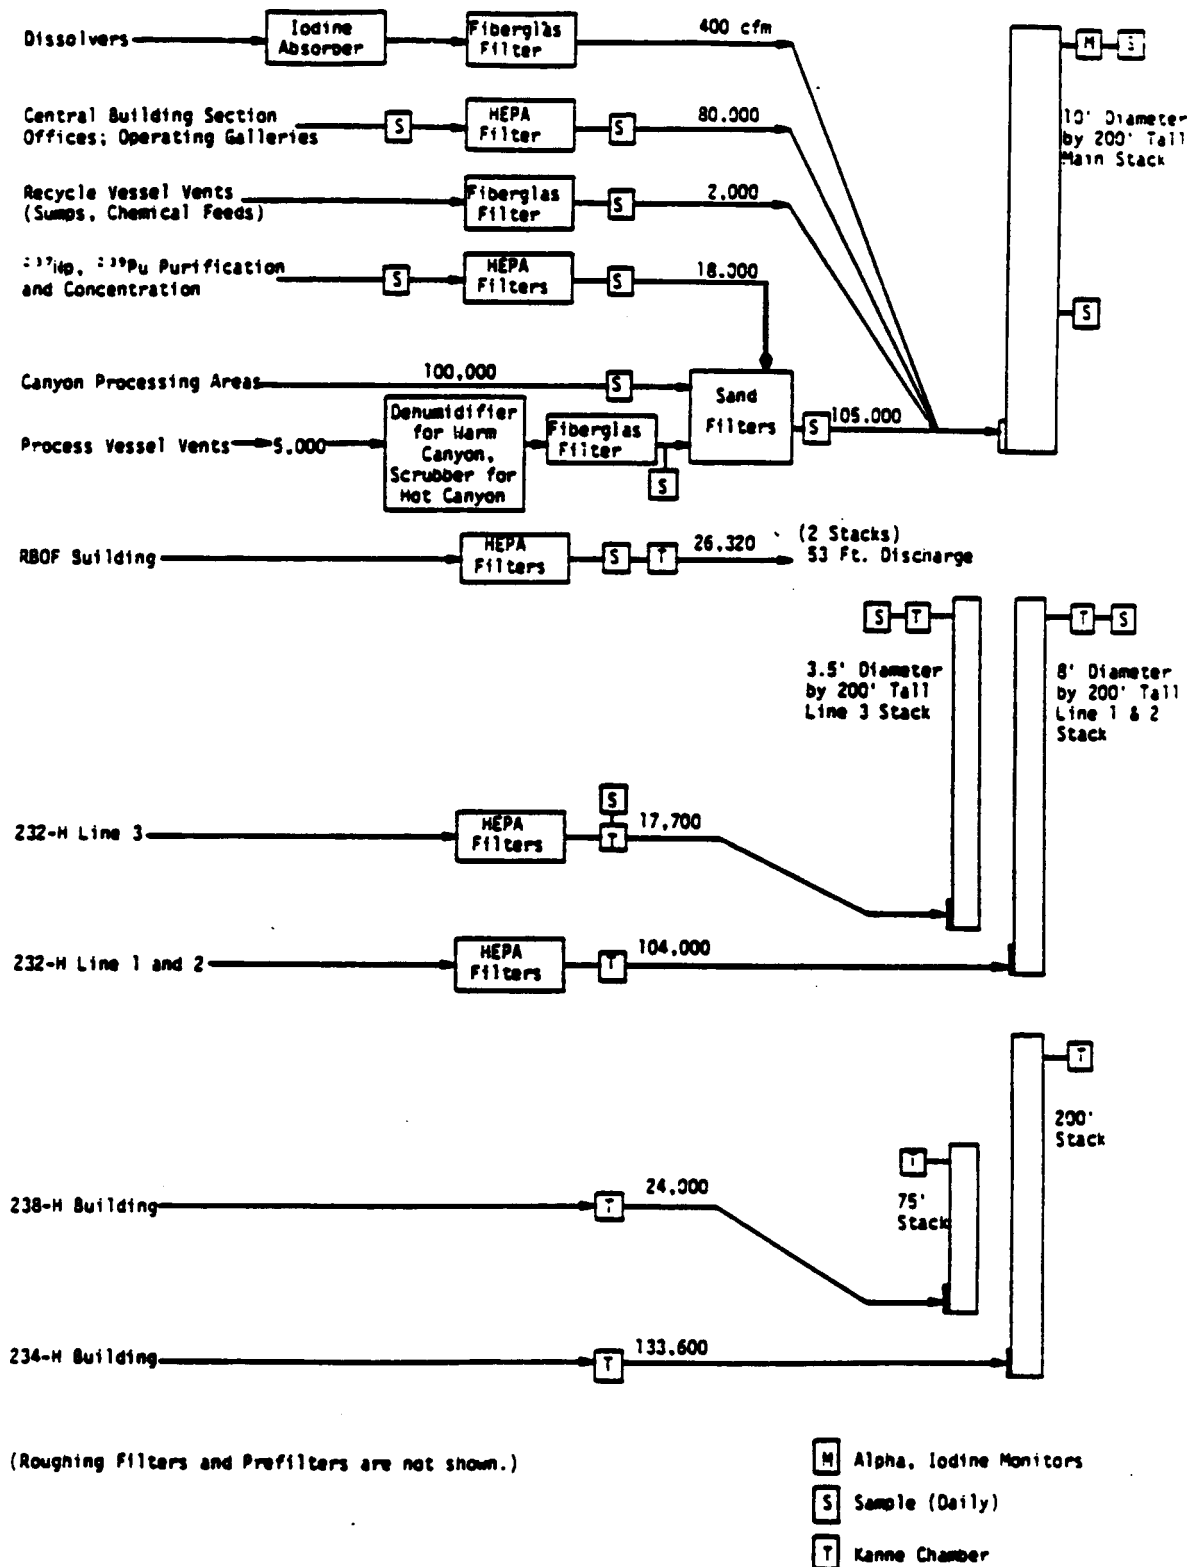 Dissolvers
Iodine
Absorber
Fiberglas
Filter
400 cfm
M
S
10' Diameter
by 200' Tall
Main Stack
Central Building Section
Offices; Operating Galleries
S
HEPA
Filter
S
80,000
Recycle Vessel Vents
(Sumps, Chemical Feeds)
Fiberglas
Filter
S
2,000
²³⁷Np, ²³⁹Pu Purification
and Concentration
S
HEPA
Filters
S
18,000
S
Canyon Processing Areas
100,000
S
Sand
Filters
S
105,000
Process Vessel Vents
5,000
Dehumidifier
for Warm
Canyon,
Scrubber for
Hot Canyon
Fiberglas
Filter
S
RBOF Building
HEPA
Filters
S
T
26,320
(2 Stacks)
53 Ft. Discharge
S
T
3.5' Diameter
by 200' Tall
Line 3 Stack
T
S
8' Diameter
by 200' Tall
Line 1 & 2
Stack
232-H Line 3
HEPA
Filters
S
T
17,700
232-H Line 1 and 2
HEPA
Filters
T
104,000
T
200'
Stack
T
75'
Stack
238-H Building
T
24,000
234-H Building
T
133,600
(Roughing Filters and Prefilters are not shown.)
M Alpha, Iodine Monitors
S Sample (Daily)
T Kanne Chamber